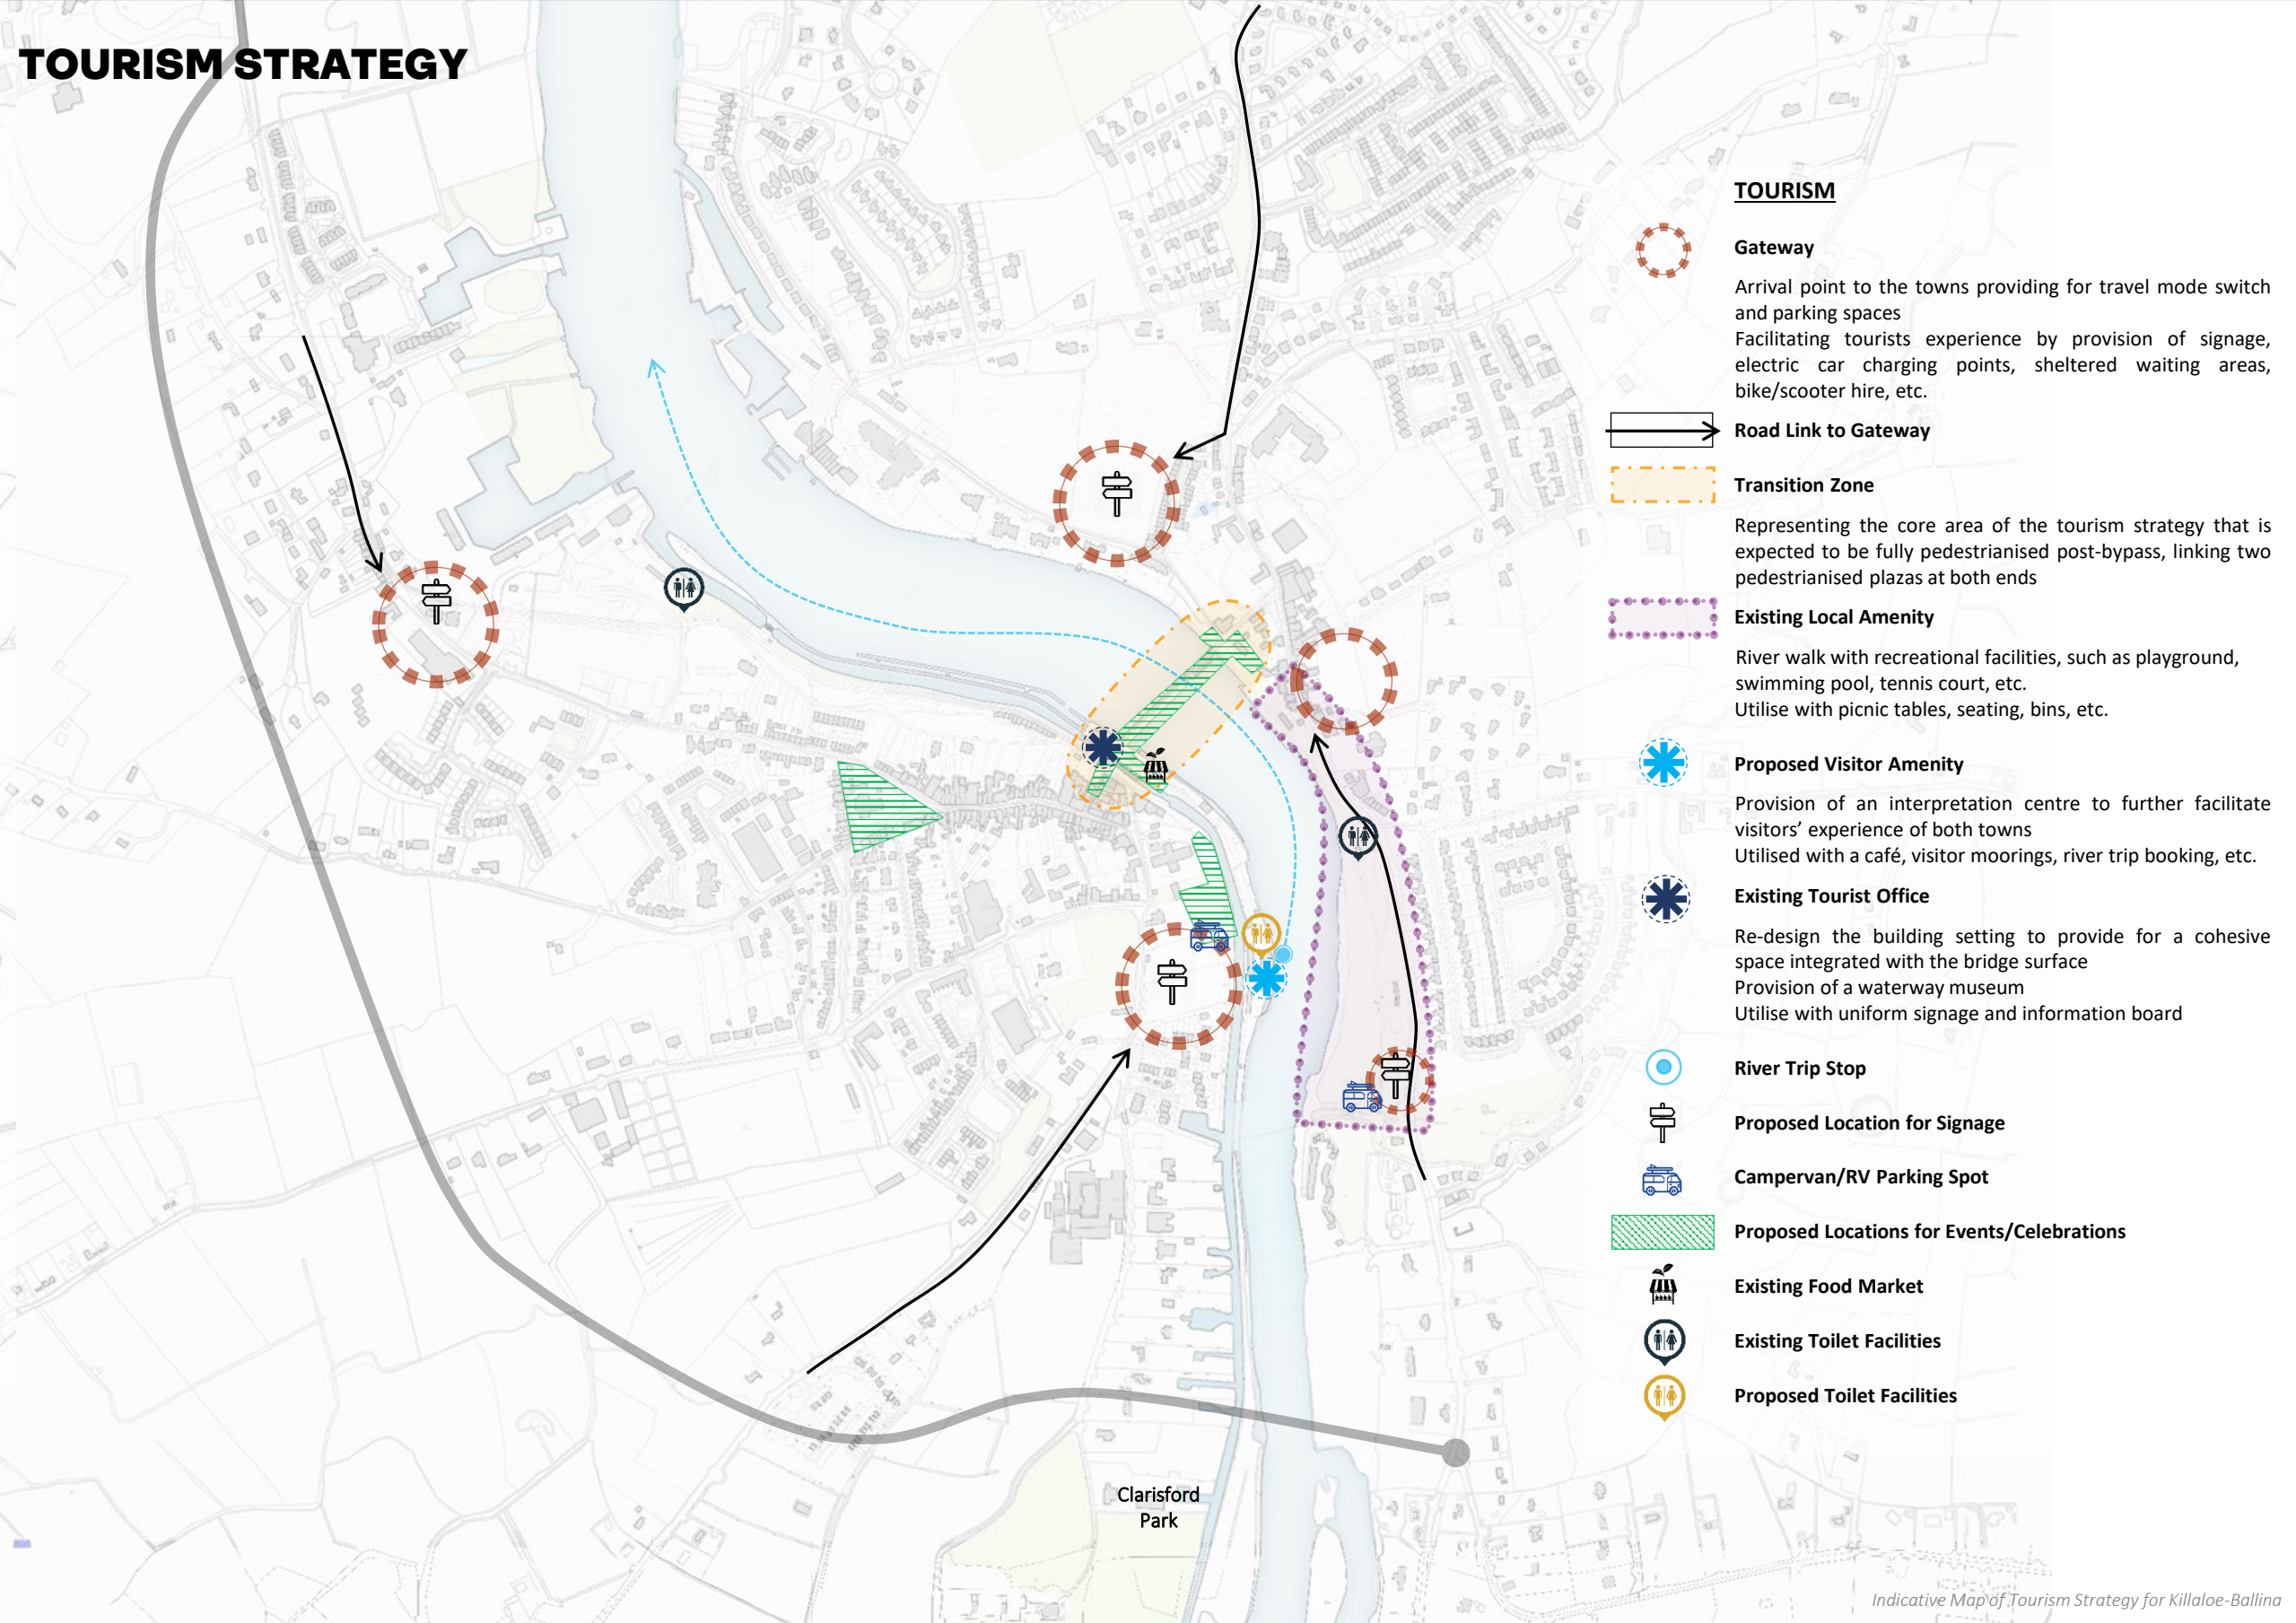 TOURISM STRATEGY
TOURISM
Gateway
Arrival point to the towns providing for travel mode switch
and parking spaces
Facilitating tourists experience by provision of signage,
electric car charging points, sheltered waiting areas,
bike/scooter hire, etc.
Road Link to Gateway
Transition Zone
Representing the core area of the tourism strategy that is
expected to be fully pedestrianised post-bypass, linking two
pedestrianised plazas at both ends
Existing Local Amenity
River walk with recreational facilities, such as playground,
swimming pool, tennis court, etc.
Utilise with picnic tables, seating, bins, etc.
Proposed Visitor Amenity
Provision of an interpretation centre to further facilitate
visitors’ experience of both towns
Utilised with a café, visitor moorings, river trip booking, etc.
Existing Tourist Office
Re-design the building setting to provide for a cohesive
space integrated with the bridge surface
Provision of a waterway museum
Utilise with uniform signage and information board
River Trip Stop
Proposed Location for Signage
Campervan/RV Parking Spot
Proposed Locations for Events/Celebrations
Existing Food Market
Existing Toilet Facilities
Proposed Toilet Facilities
Clarisford
Park
Indicative Map of Tourism Strategy for Killaloe-Ballina